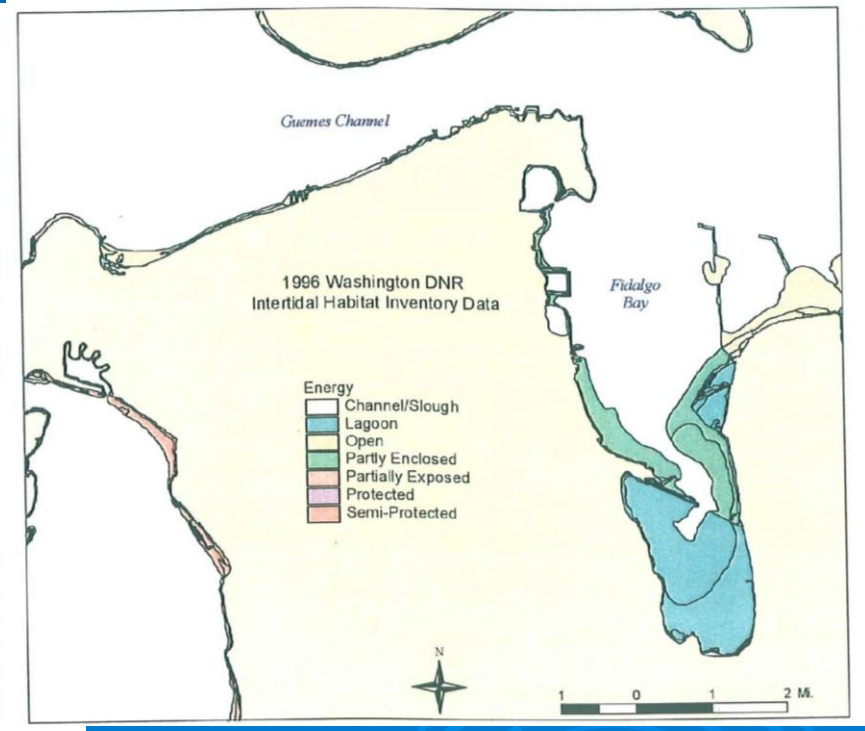 Guemes Channel
1996 Washington DNR
Intertidal Habitat Inventory Data
Fidalgo
Bay
Energy
Channel/Slough
Lagoon
Open
Partly Enclosed
Partially Exposed
Protected
Semi-Protected
N
1 0 1 2 Mi.